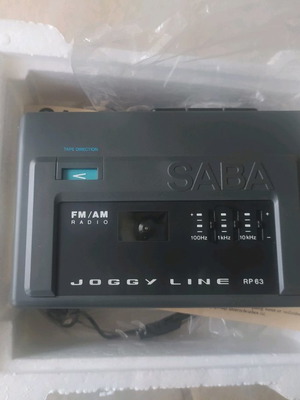 TAPE DIRECTION
<
SABA
FM/AM
RADIO
• +
100Hz 1kHz 10kHz −
JOGGY LINE RP 63